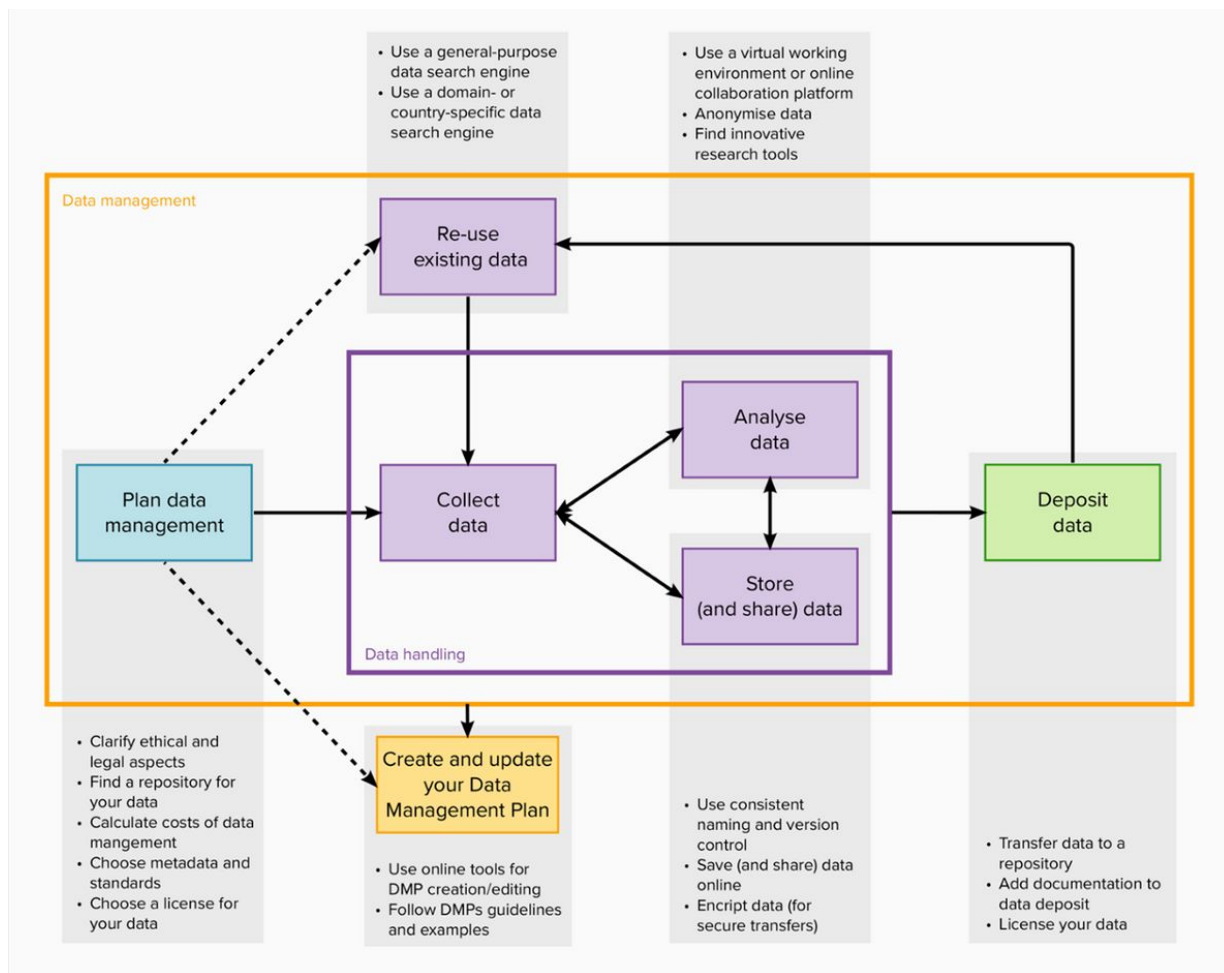 • Use a general-purpose
data search engine
• Use a domain- or
country-specific data
search engine
• Use a virtual working
environment or online
collaboration platform
• Anonymise data
• Find innovative
research tools
Data management
Re-use
existing data
Analyse
data
Plan data
management
Collect
data
Deposit
data
Store
(and share) data
Data handling
• Clarify ethical and
legal aspects
• Find a repository for
your data
• Calculate costs of data
mangement
• Choose metadata and
standards
• Choose a license for
your data
Create and update
your Data
Management Plan
• Use online tools for
DMP creation/editing
• Follow DMPs guidelines
and examples
• Use consistent
naming and version
control
• Save (and share) data
online
• Encript data (for
secure transfers)
• Transfer data to a
repository
• Add documentation to
data deposit
• License your data